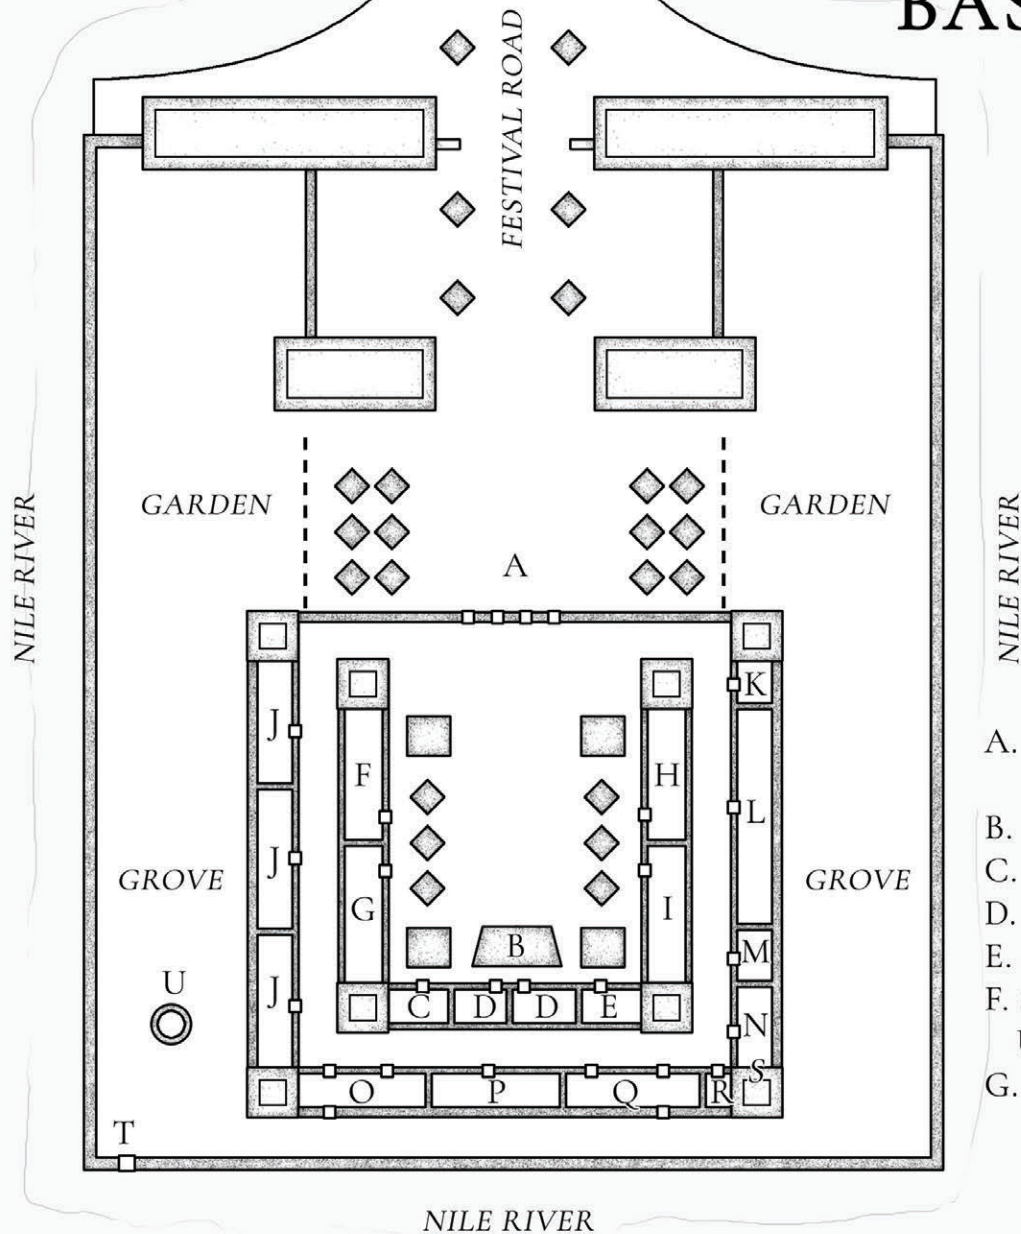 BAS
FESTIVAL ROAD
GARDEN
GARDEN
NILE RIVER
NILE RIVER
A
K
J
F
H
L
A.
B.
J
GROVE
GROVE
C.
G
I
D.
B
M
E.
U
J
C
D
D
E
F.
N
S
O
P
Q
R
G.
T
NILE RIVER